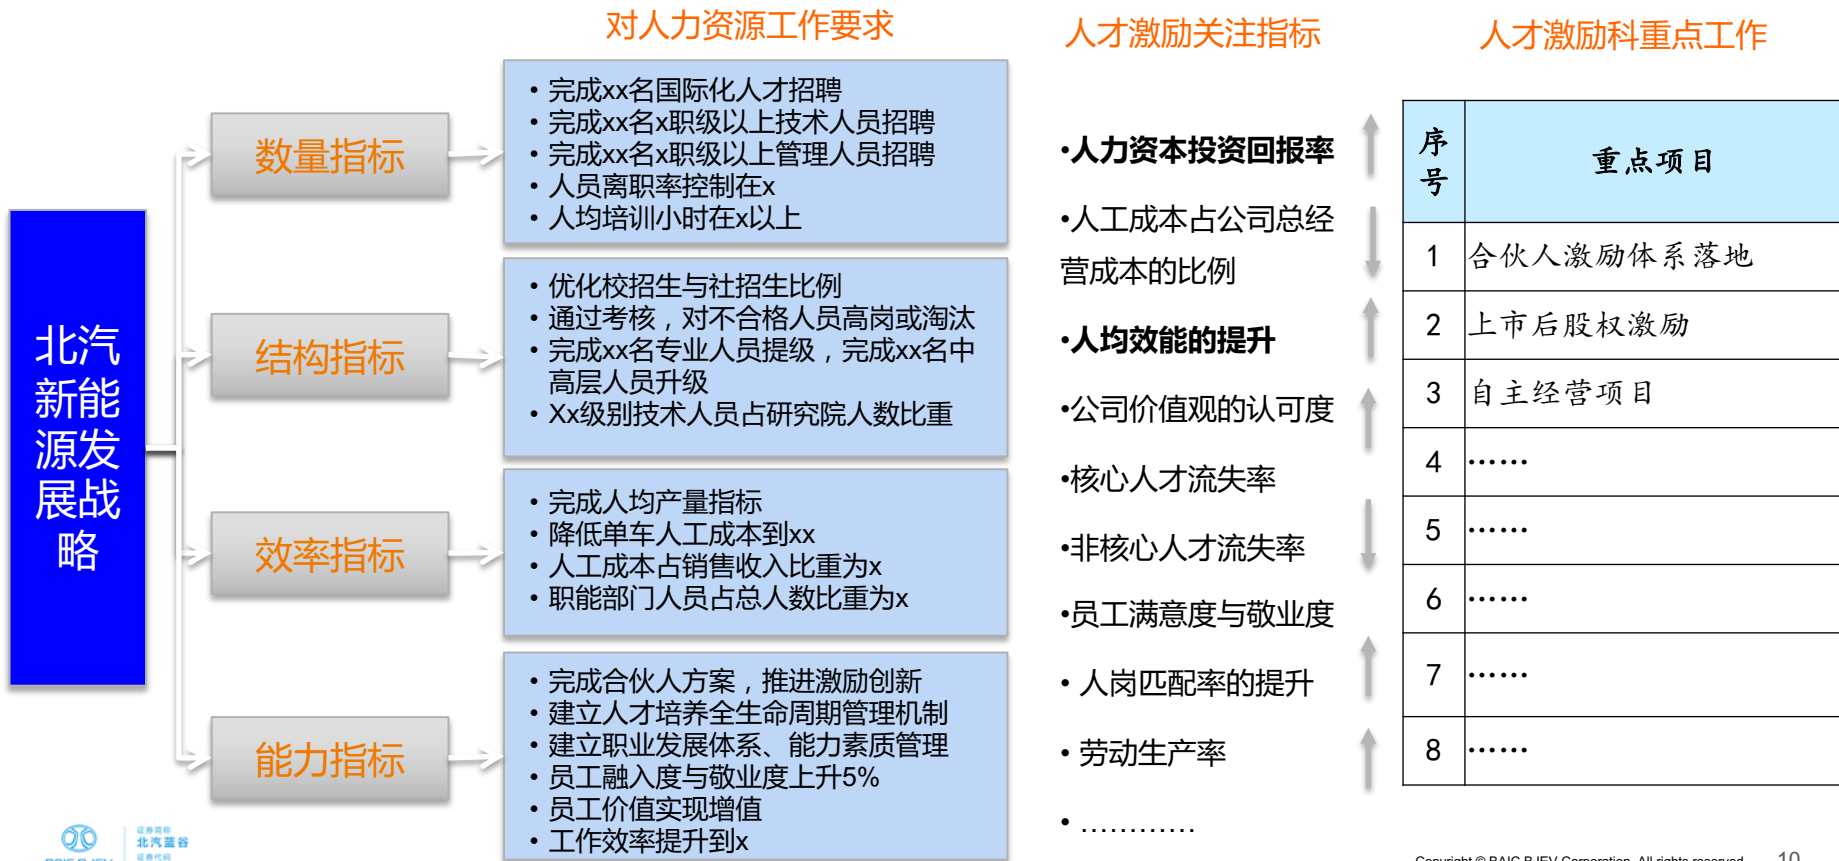 对人力资源工作要求
人才激励关注指标
人才激励科重点工作
北汽
新能
源发
展战
略
数量指标
• 完成xx名国际化人才招聘
• 完成xx名x职级以上技术人员招聘
• 完成xx名x职级以上管理人员招聘
• 人员离职率控制在x
• 人均培训小时在x以上
结构指标
• 优化校招生与社招生比例
• 通过考核，对不合格人员高岗或淘汰
• 完成xx名专业人员提级，完成xx名中
高层人员升级
• Xx级别技术人员占研究院人数比重
效率指标
• 完成人均产量指标
• 降低单车人工成本到xx
• 人工成本占销售收入比重为x
• 职能部门人员占总人数比重为x
能力指标
• 完成合伙人方案，推进激励创新
• 建立人才培养全生命周期管理机制
• 建立职业发展体系、能力素质管理
• 员工融入度与敬业度上升5%
• 员工价值实现增值
• 工作效率提升到x
•人力资本投资回报率
•人工成本占公司总经
营成本的比例
•人均效能的提升
•公司价值观的认可度
•核心人才流失率
•非核心人才流失率
•员工满意度与敬业度
• 人岗匹配率的提升
• 劳动生产率
• …………
序号 重点项目
1 合伙人激励体系落地
2 上市后股权激励
3 自主经营项目
4 ……
5 ……
6 ……
7 ……
8 ……
证券简称
北汽蓝谷
证券代码
Copyright © BAIC BJEV Corporation. All rights reserved
10